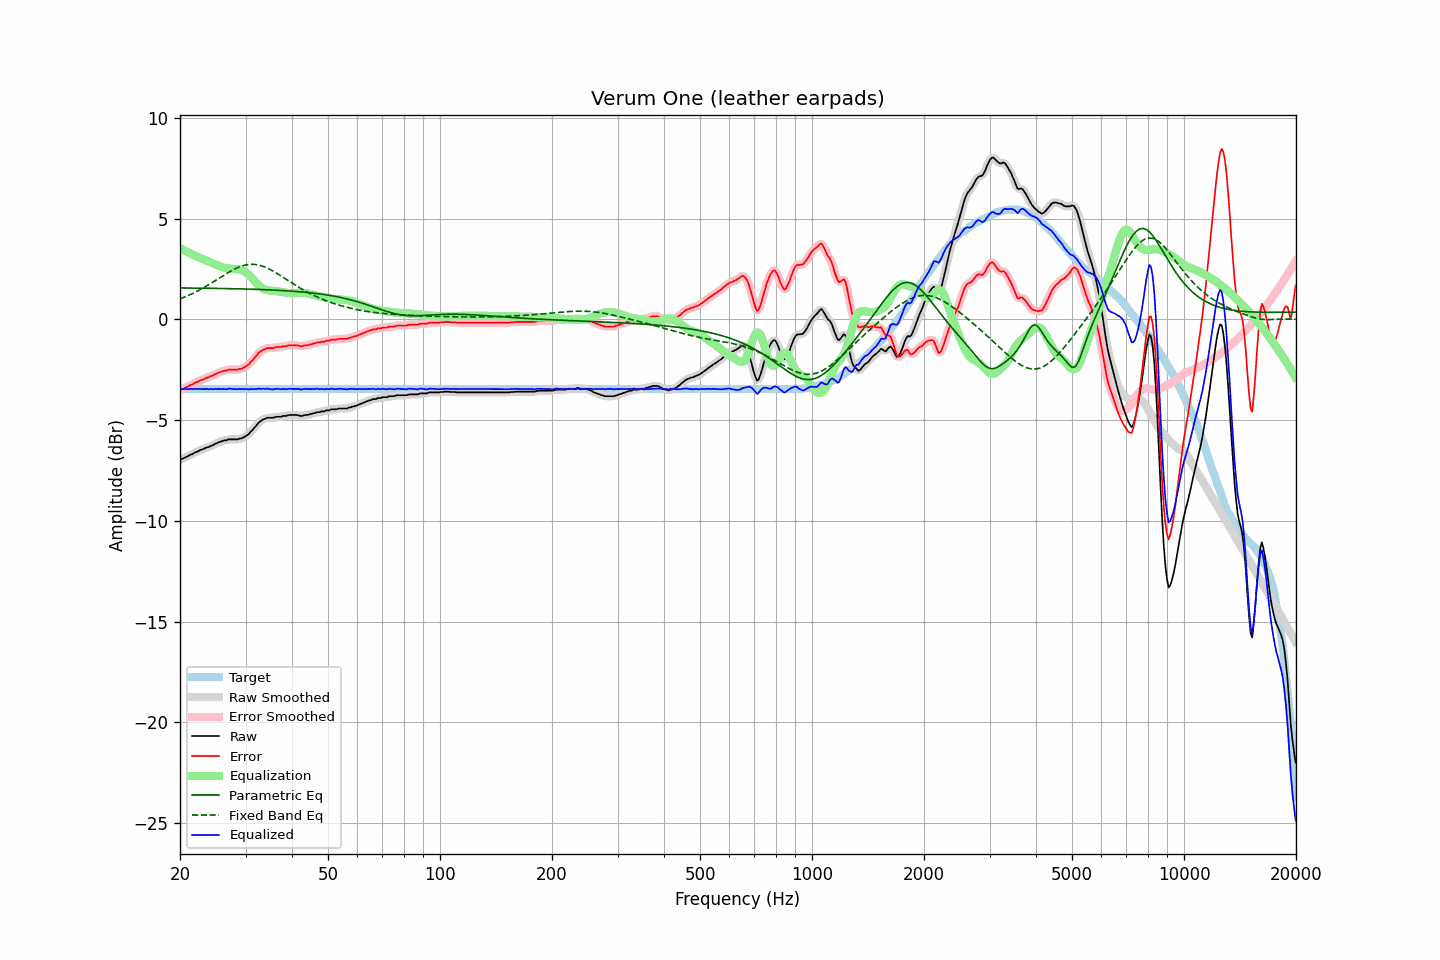 Verum One (leather earpads)
10
5
0
−5
−10
−15
−20
−25
Amplitude (dBr)
Target
Raw Smoothed
Error Smoothed
Raw
Error
Equalization
Parametric Eq
Fixed Band Eq
Equalized
20 50 100 200 500 1000 2000 5000 10000 20000
Frequency (Hz)